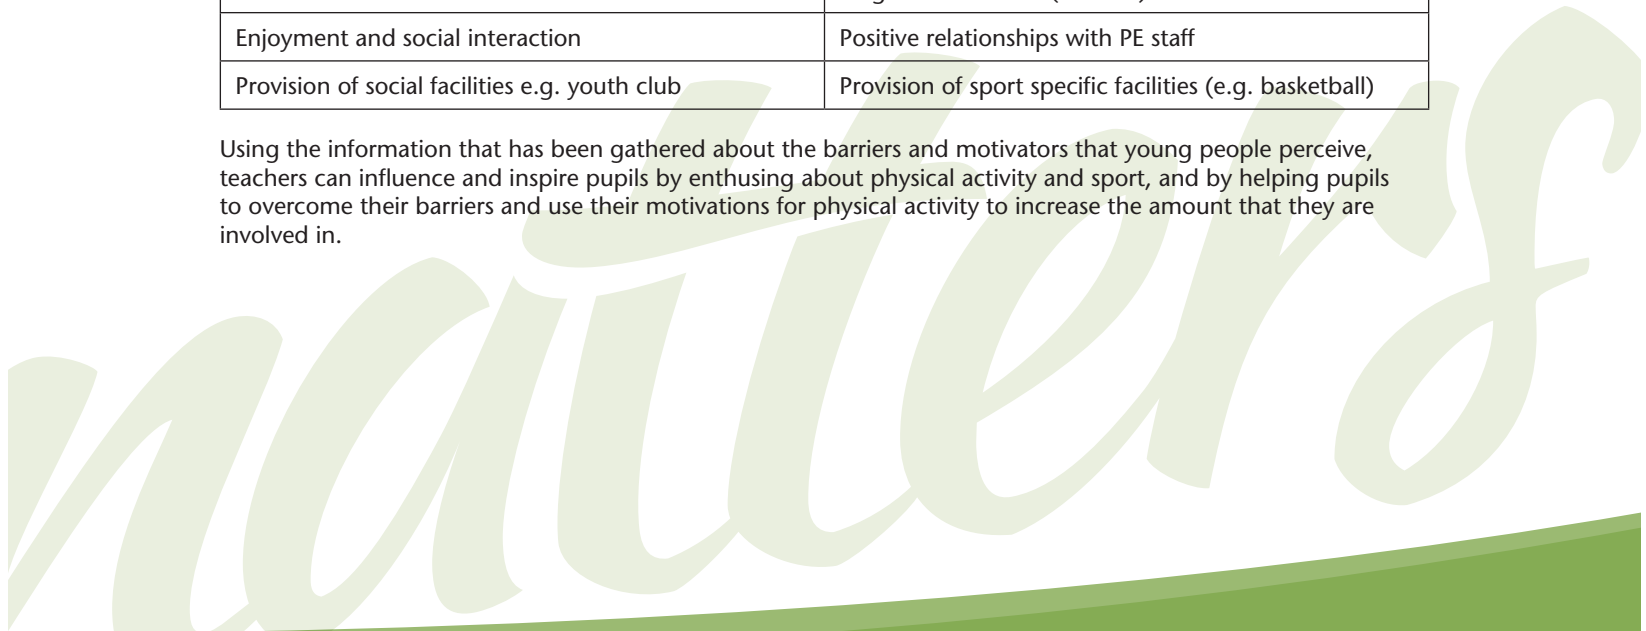 Enjoyment and social interaction
Positive relationships with PE staff
Provision of social facilities e.g. youth club
Provision of sport specific facilities (e.g. basketball)
Using the information that has been gathered about the barriers and motivators that young people perceive,
teachers can influence and inspire pupils by enthusing about physical activity and sport, and by helping pupils
to overcome their barriers and use their motivations for physical activity to increase the amount that they are
involved in.
matters